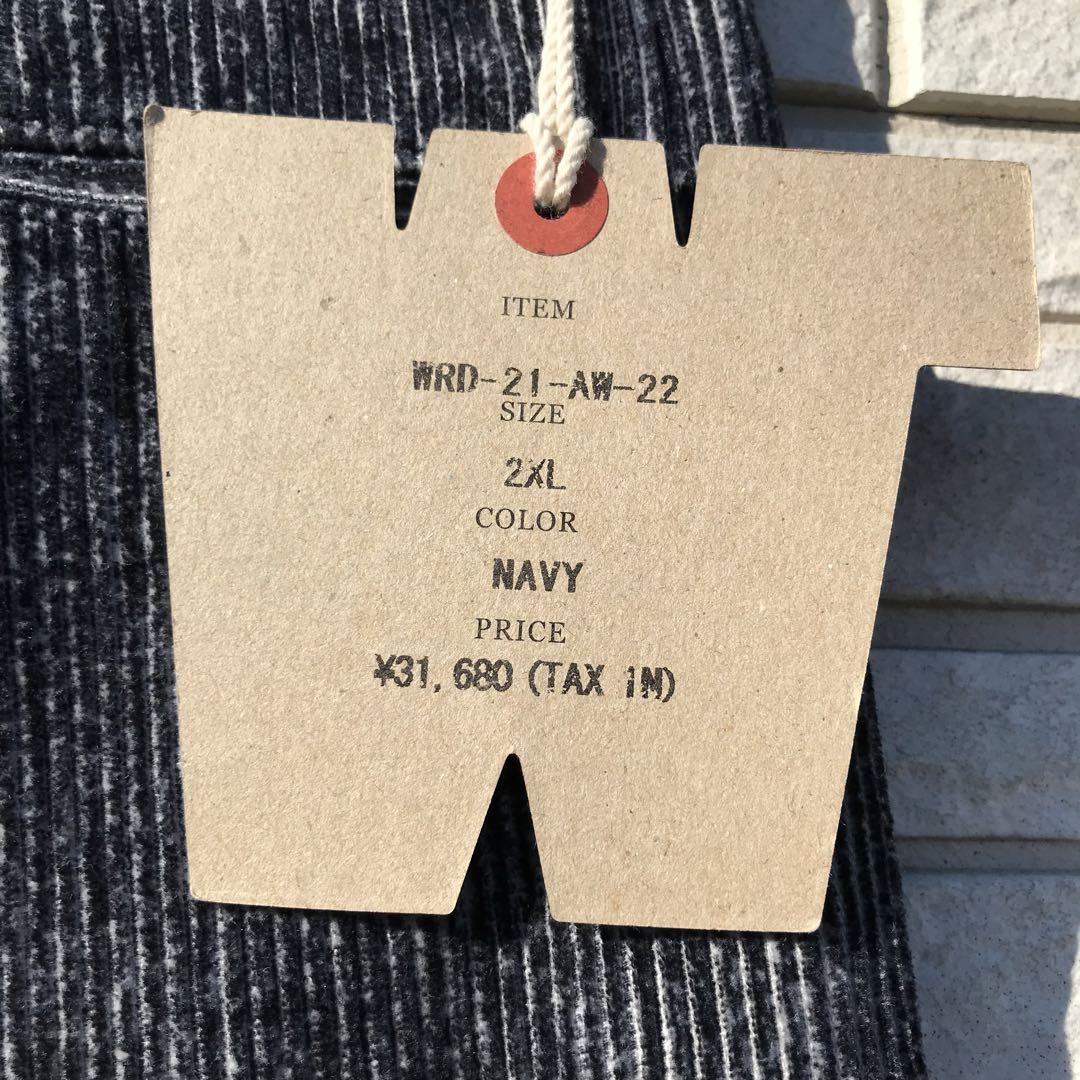 ITEM
WRD-21-AW-22
SIZE
2XL
COLOR
NAVY
PRICE
¥31,680 (TAX iN)